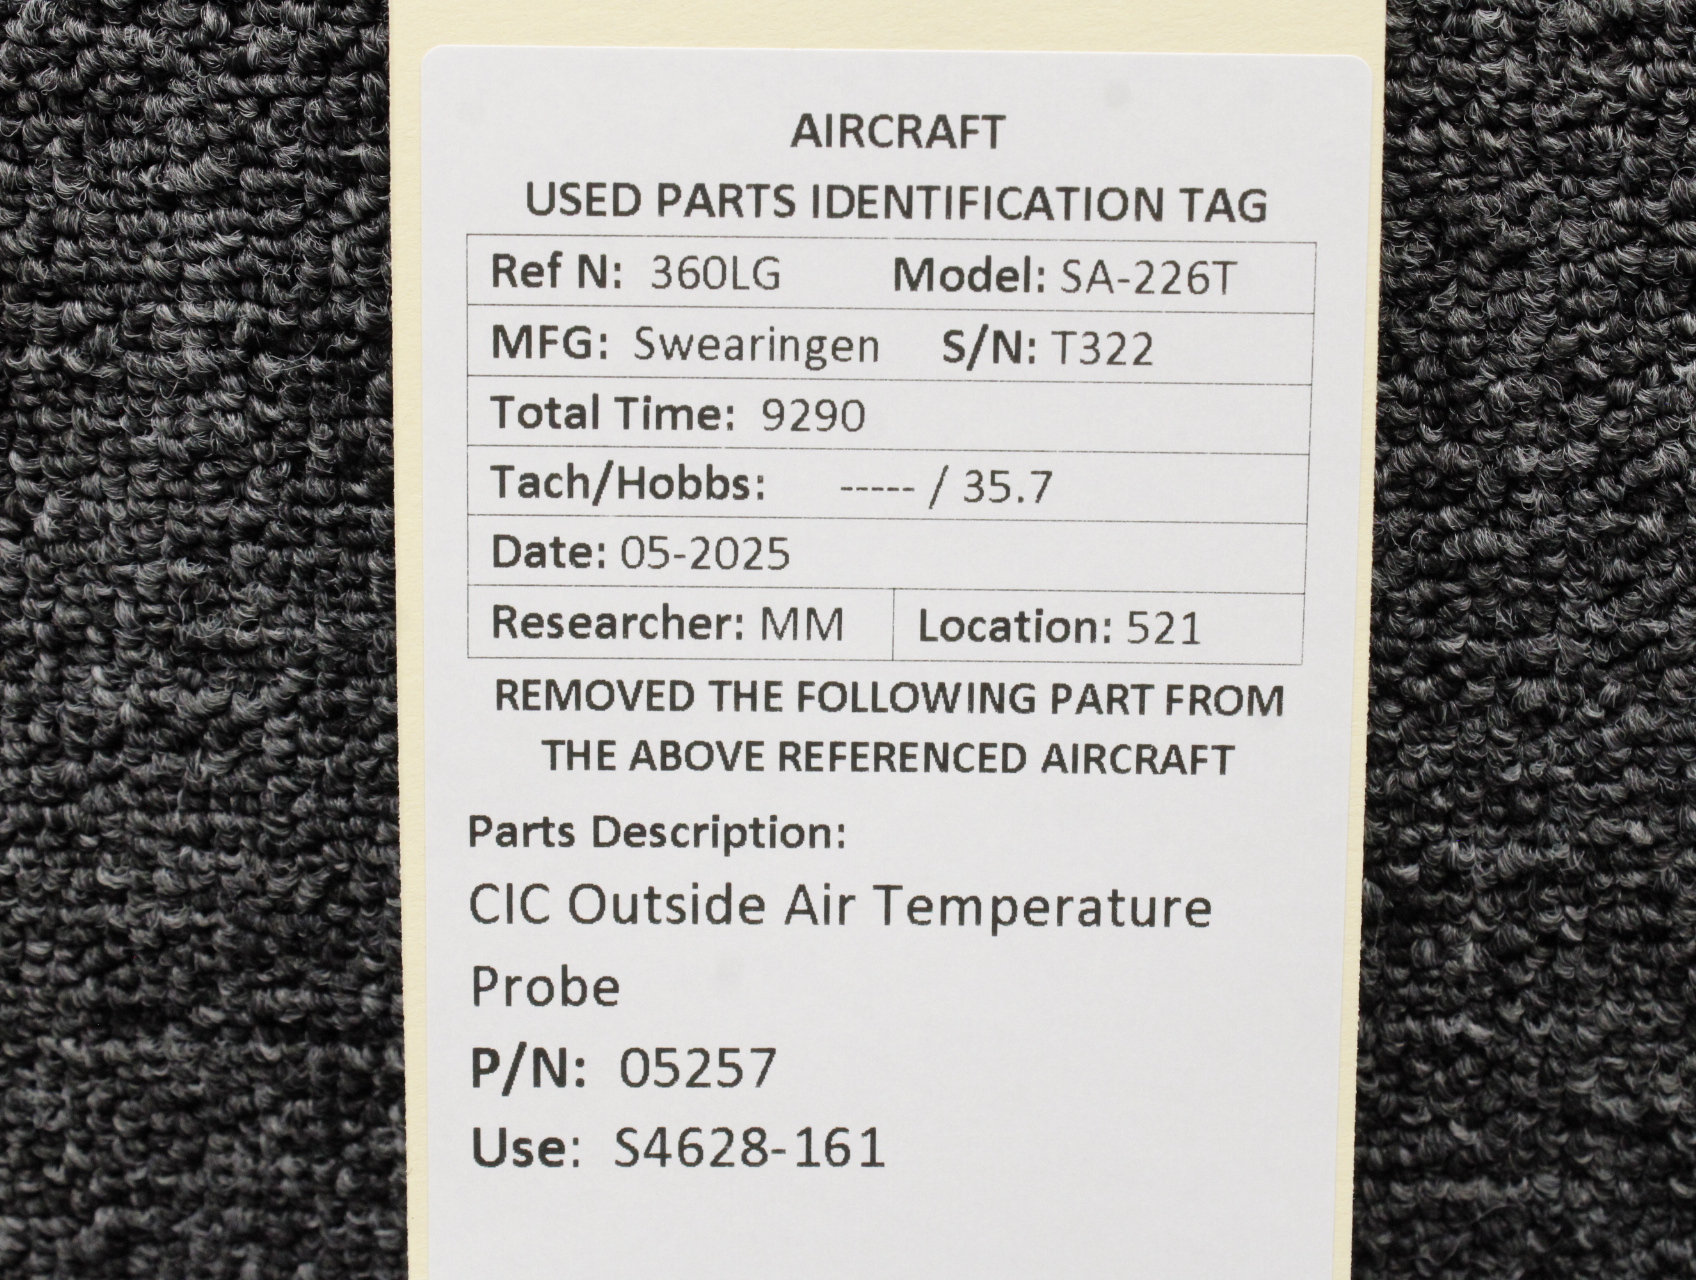 AIRCRAFT
USED PARTS IDENTIFICATION TAG
Ref N: 360LG Model: SA-226T
MFG: Swearingen S/N: T322
Total Time: 9290
Tach/Hobbs: ----- / 35.7
Date: 05-2025
Researcher: MM Location: 521
REMOVED THE FOLLOWING PART FROM
THE ABOVE REFERENCED AIRCRAFT
Parts Description:
CIC Outside Air Temperature
Probe
P/N: 05257
Use: S4628-161